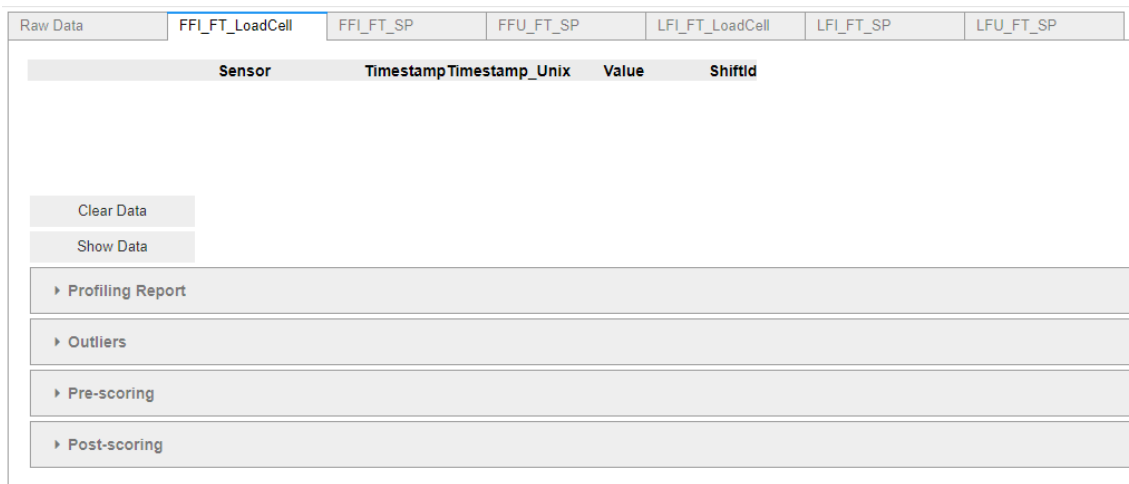 Raw Data FFI_FT_LoadCell FFI_FT_SP FFU_FT_SP LFI_FT_LoadCell LFI_FT_SP LFU_FT_SP
Sensor Timestamp Timestamp_Unix Value ShiftId
Clear Data
Show Data
Profiling Report
Outliers
Pre-scoring
Post-scoring